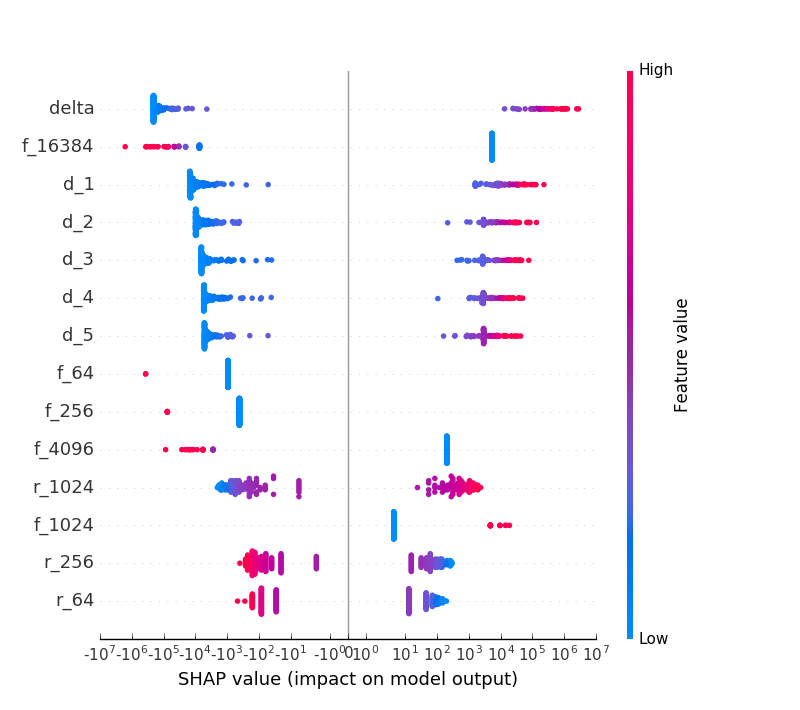 High
delta
f_16384
d_1
d_2
d_3
d_4
d_5
f_64
f_256
f_4096
r_1024
f_1024
r_256
r_64
Feature value
Low
-10^7 -10^6 -10^5 -10^4 -10^3 -10^2 -10^1 -10^0 10^0 10^1 10^2 10^3 10^4 10^5 10^6 10^7
SHAP value (impact on model output)